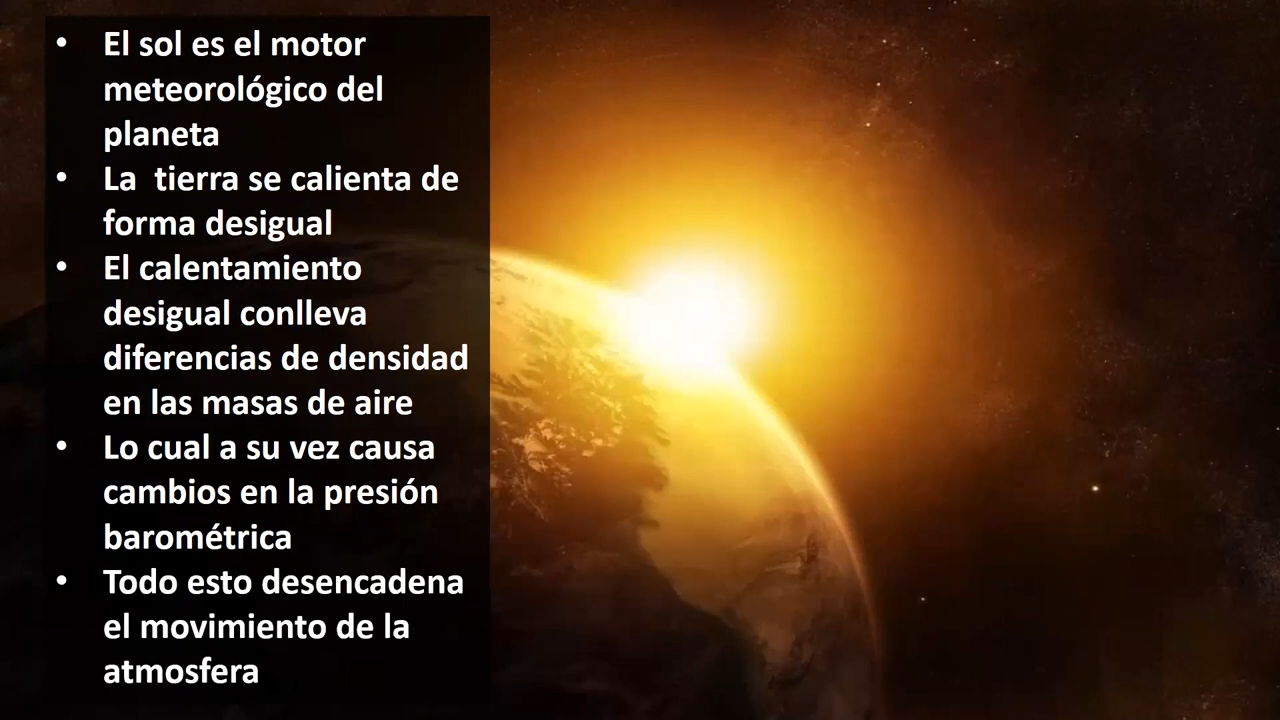 • El sol es el motor
meteorológico del
planeta
• La  tierra se calienta de
forma desigual
• El calentamiento
desigual conlleva
diferencias de densidad
en las masas de aire
• Lo cual a su vez causa
cambios en la presión
barométrica
• Todo esto desencadena
el movimiento de la
atmosfera